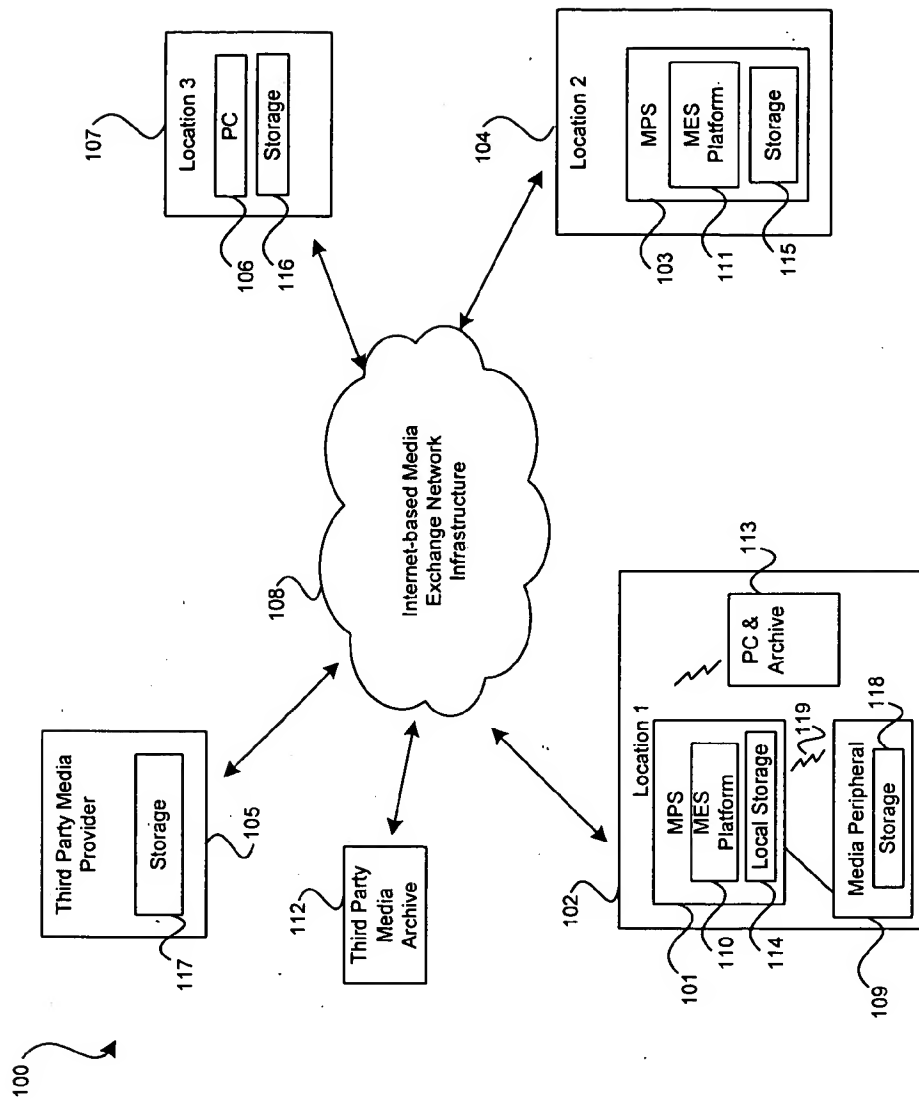 100
Third Party Media
Provider
Storage
117
105
112
Third Party
Media
Archive
102
Location 1
MPS
MES
Platform
Local Storage
101
110
114
119
PC &
Archive
113
Media Peripheral
Storage
118
109
108
Internet-based Media
Exchange Network
Infrastructure
107
Location 3
PC
Storage
106
116
104
Location 2
MPS
MES
Platform
Storage
103
111
115